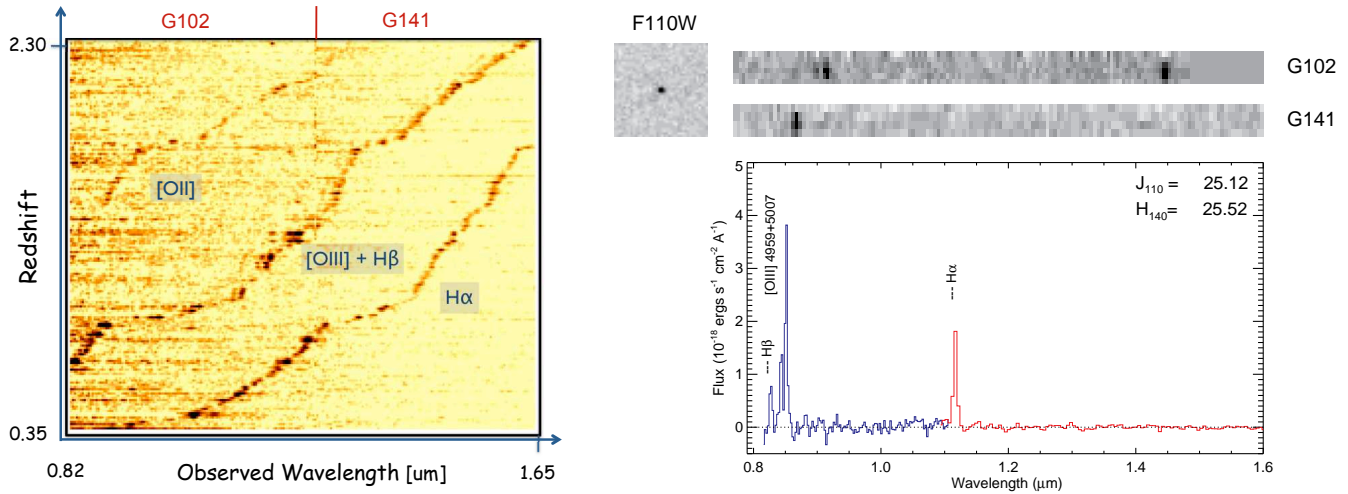 G102 G141
2.30
Redshift
[OII]
[OIII] + Hβ
Hα
0.35
0.82 Observed Wavelength [um] 1.65
F110W
G102
G141
5
4
3
2
1
0
Flux (10⁻¹⁸ ergs s⁻¹ cm⁻² A⁻¹)
J₁₁₀ = 25.12
H₁₄₀= 25.52
--- Hβ
[OIII] 4959+5007
--- Hα
0.8 1.0 1.2 1.4 1.6
Wavelength (μm)